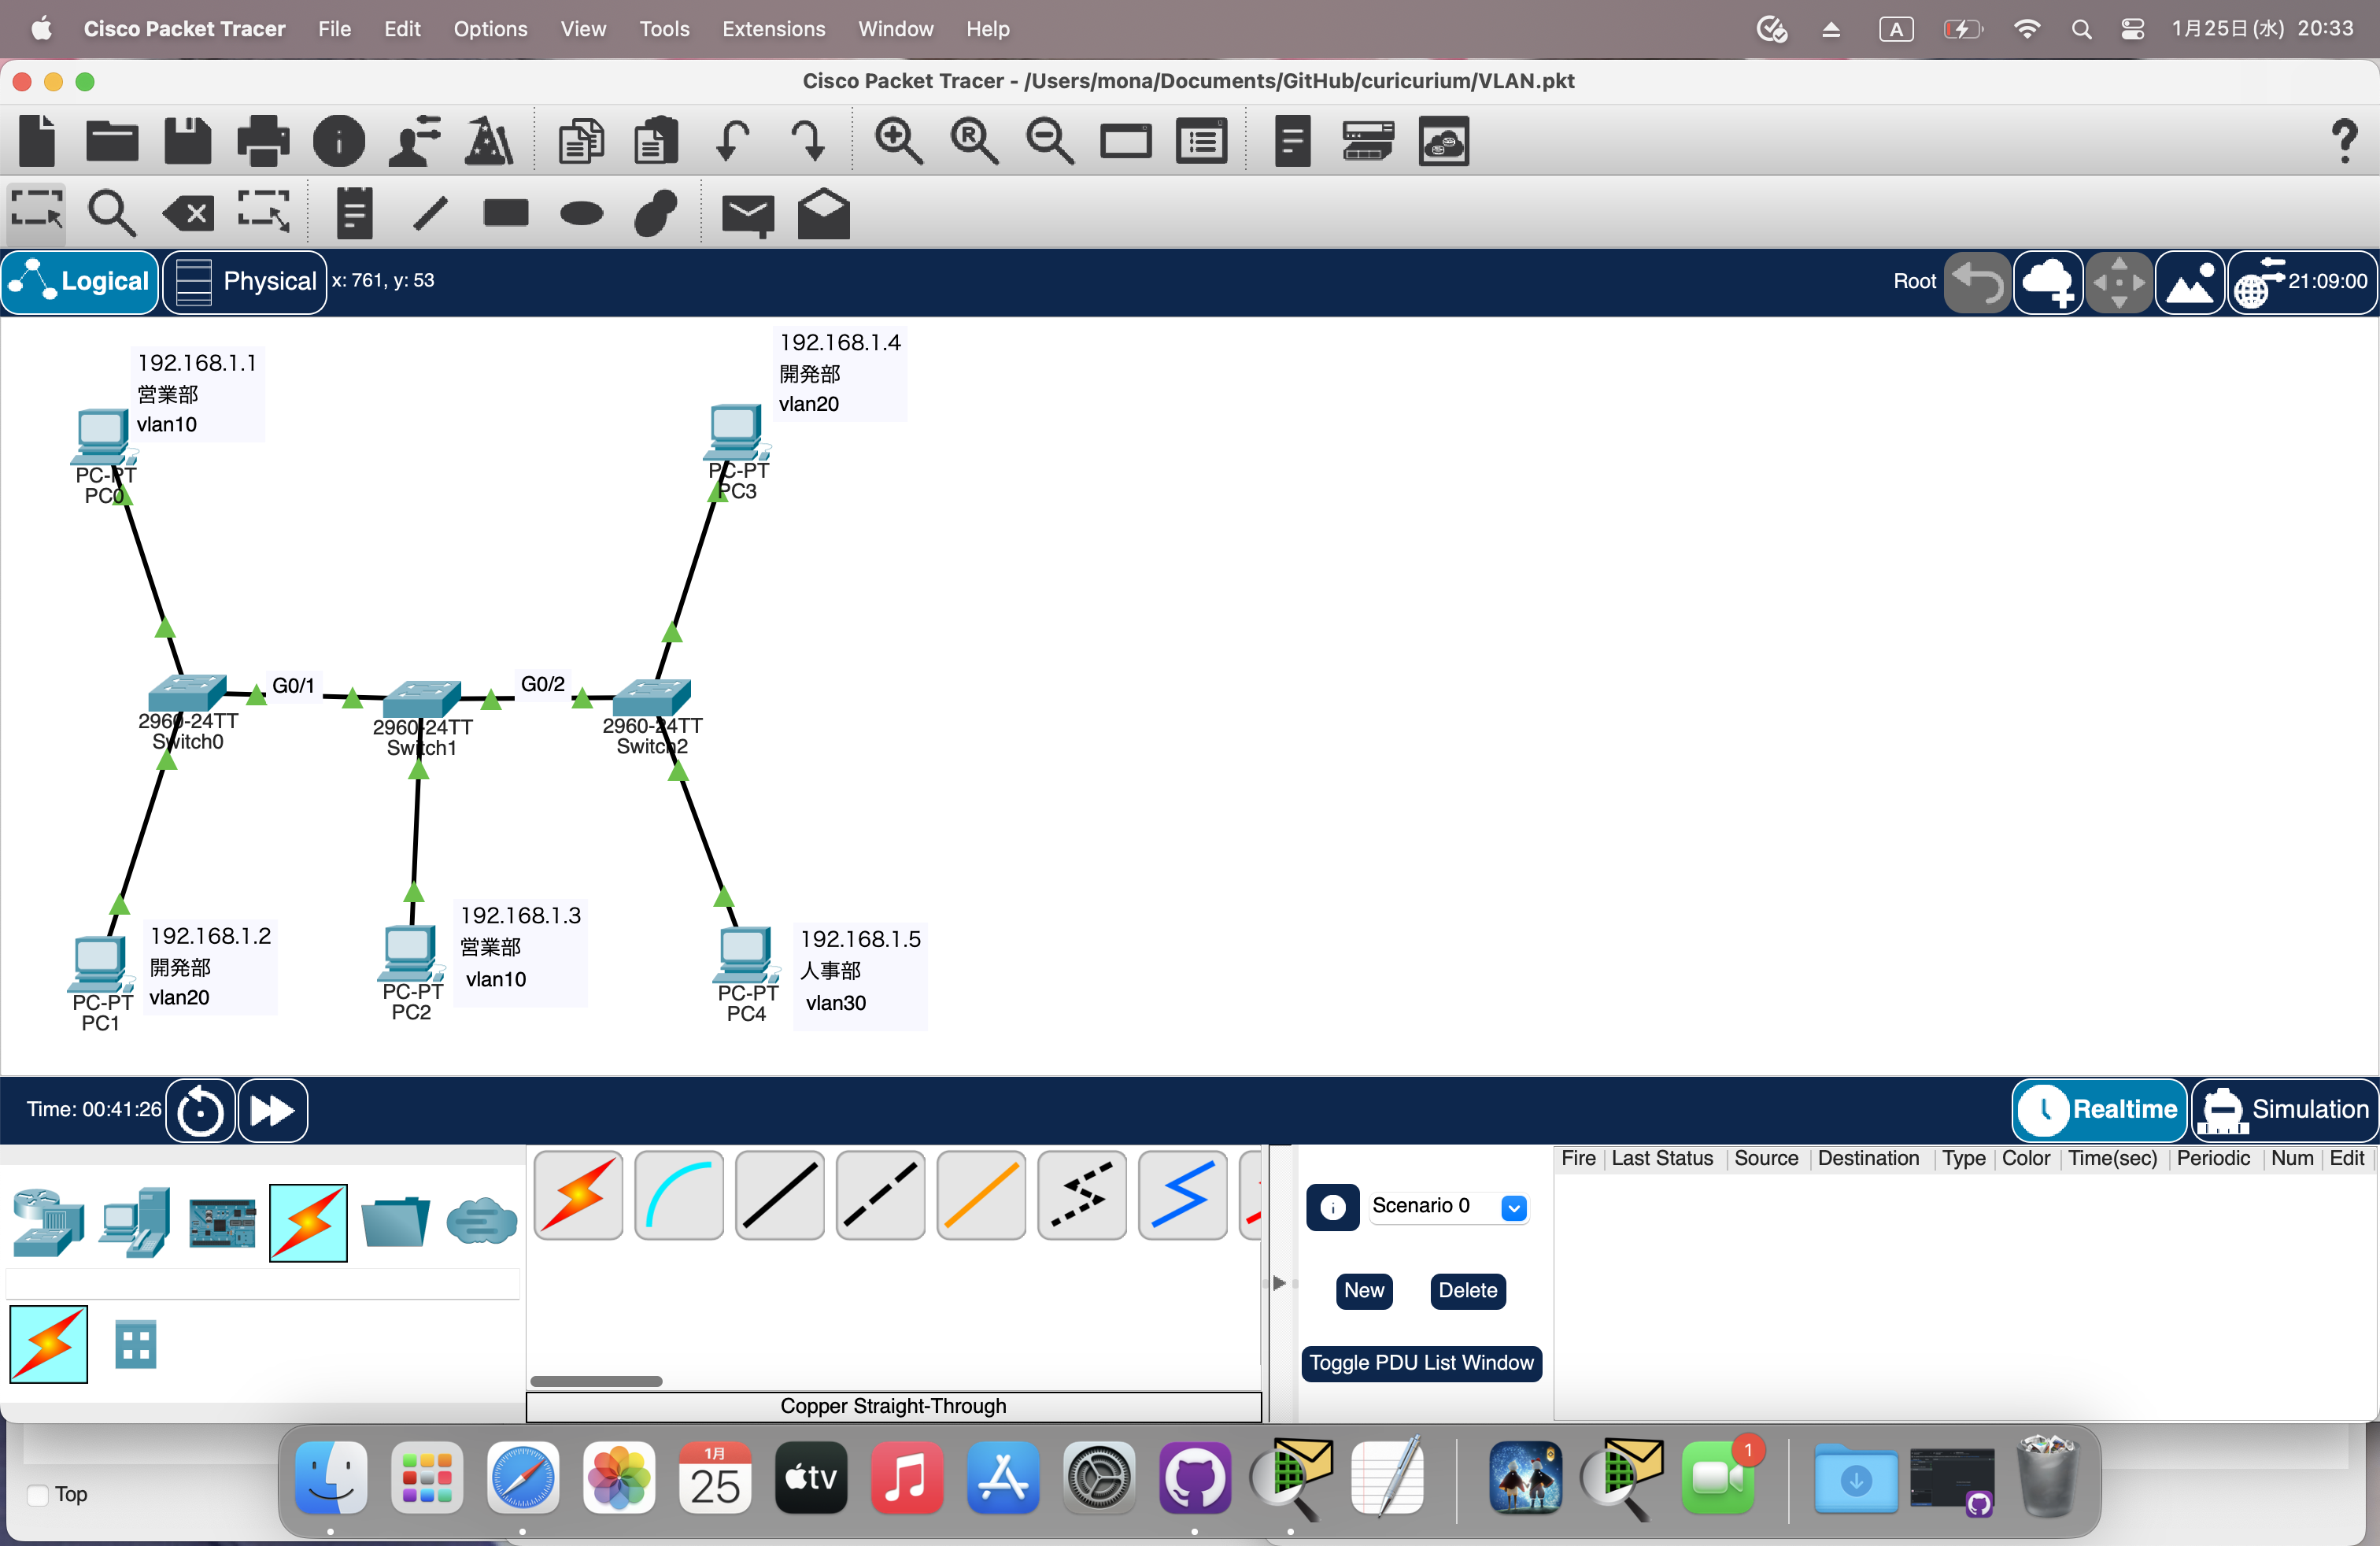 Cisco Packet Tracer File Edit Options View Tools Extensions Window Help A 1月25日(水) 20:33
Cisco Packet Tracer - /Users/mona/Documents/GitHub/curicurium/VLAN.pkt
Logical Physical x: 761, y: 53 Root 21:09:00
192.168.1.1
営業部
vlan10
PC-PT
PC0
192.168.1.4
開発部
vlan20
PC-PT
PC3
G0/1
G0/2
2960-24TT
Switch0
2960-24TT
Switch1
2960-24TT
Switch2
192.168.1.2
開発部
vlan20
PC-PT
PC1
192.168.1.3
営業部
vlan10
PC-PT
PC2
192.168.1.5
人事部
vlan30
PC-PT
PC4
Time: 00:41:26 Realtime Simulation
Scenario 0
New Delete
Toggle PDU List Window
Fire Last Status Source Destination Type Color Time(sec) Periodic Num Edit
Copper Straight-Through
Top
1月
25
tv
1